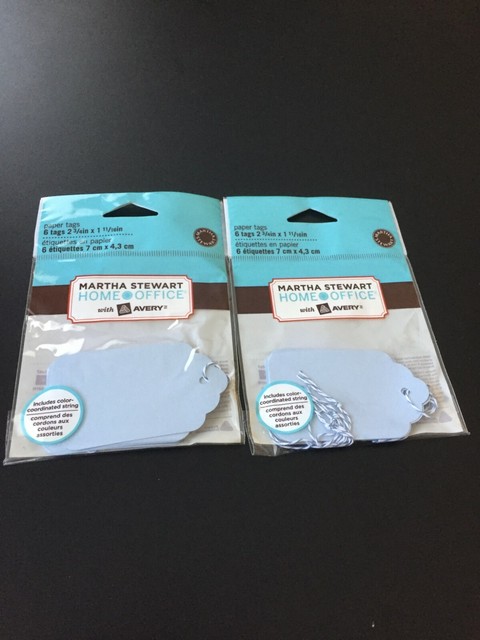 paper tags
6 tags 2 3/4in x 1 11/16in
étiquettes en papier
6 étiquettes 7 cm x 4,3 cm
MARTHA STEWART
HOME OFFICE
with AVERY
includes color-
coordinated string
comprend des
cordons aux
couleurs
assorties
paper tags
6 tags 2 3/4in x 1 11/16in
étiquettes en papier
6 étiquettes 7 cm x 4,3 cm
MARTHA STEWART
HOME OFFICE
with AVERY
includes color-
coordinated string
comprend des
cordons aux
couleurs
assorties